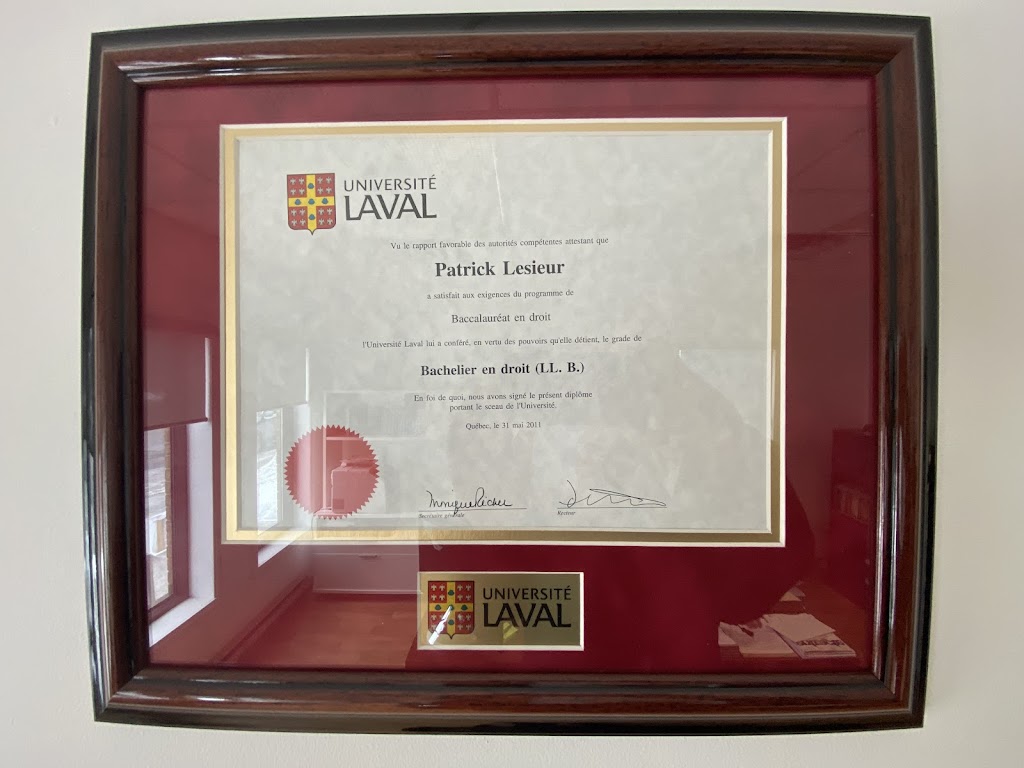 UNIVERSITÉ
LAVAL
Vu le rapport favorable des autorités compétentes attestant que
Patrick Lesieur
a satisfait aux exigences du programme de
Baccalauréat en droit
l'Université Laval lui a conféré, en vertu des pouvoirs qu'elle détient, le grade de
Bachelier en droit (LL. B.)
En foi de quoi, nous avons signé le présent diplôme
portant le sceau de l'Université.
Québec, le 31 mai 2011
Secrétaire générale
Recteur
UNIVERSITÉ
LAVAL